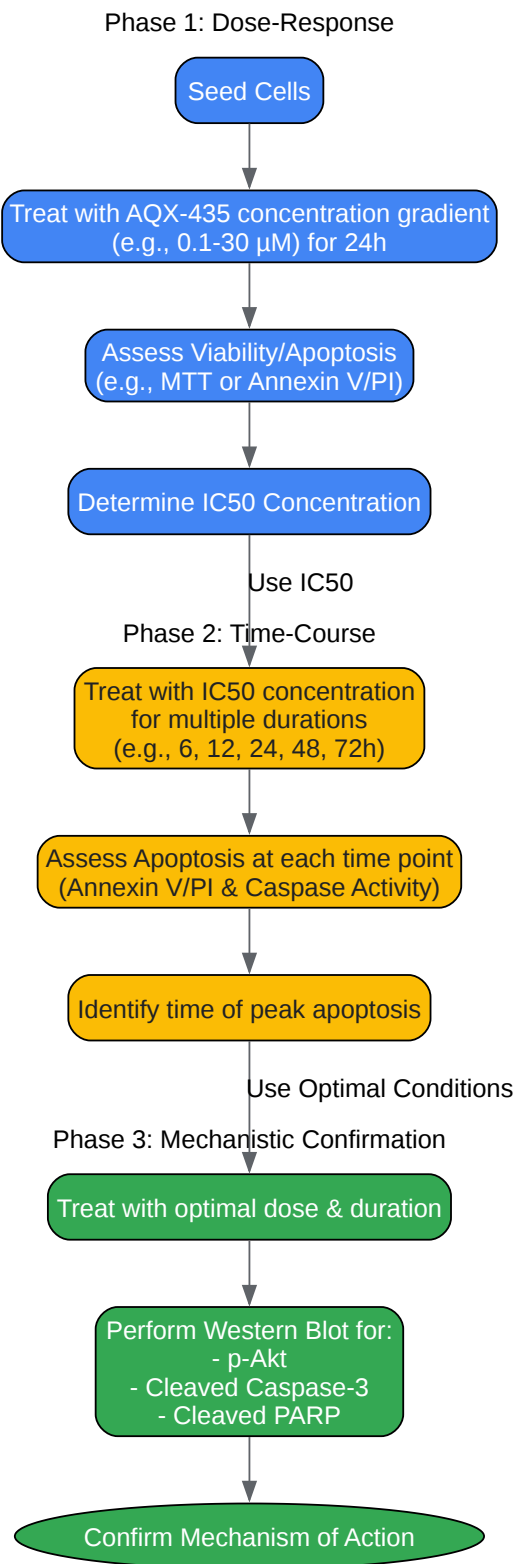 Phase 1: Dose-Response
Seed Cells
Treat with AQX-435 concentration gradient
(e.g., 0.1-30 µM) for 24h
Assess Viability/Apoptosis
(e.g., MTT or Annexin V/PI)
Determine IC50 Concentration
Use IC50
Phase 2: Time-Course
Treat with IC50 concentration
for multiple durations
(e.g., 6, 12, 24, 48, 72h)
Assess Apoptosis at each time point
(Annexin V/PI & Caspase Activity)
Identify time of peak apoptosis
Use Optimal Conditions
Phase 3: Mechanistic Confirmation
Treat with optimal dose & duration
Perform Western Blot for:
- p-Akt
- Cleaved Caspase-3
- Cleaved PARP
Confirm Mechanism of Action